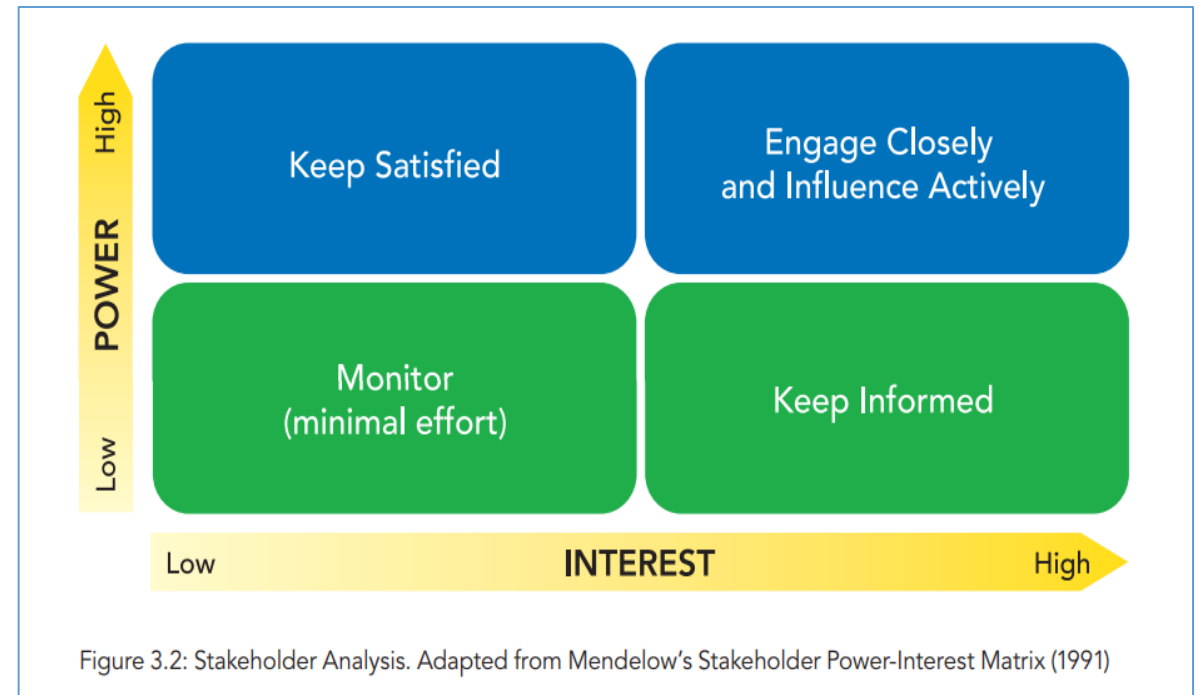 High
POWER
Low
Keep Satisfied
Engage Closely
and Influence Actively
Monitor
(minimal effort)
Keep Informed
Low
INTEREST
High
Figure 3.2: Stakeholder Analysis. Adapted from Mendelow's Stakeholder Power-Interest Matrix (1991)